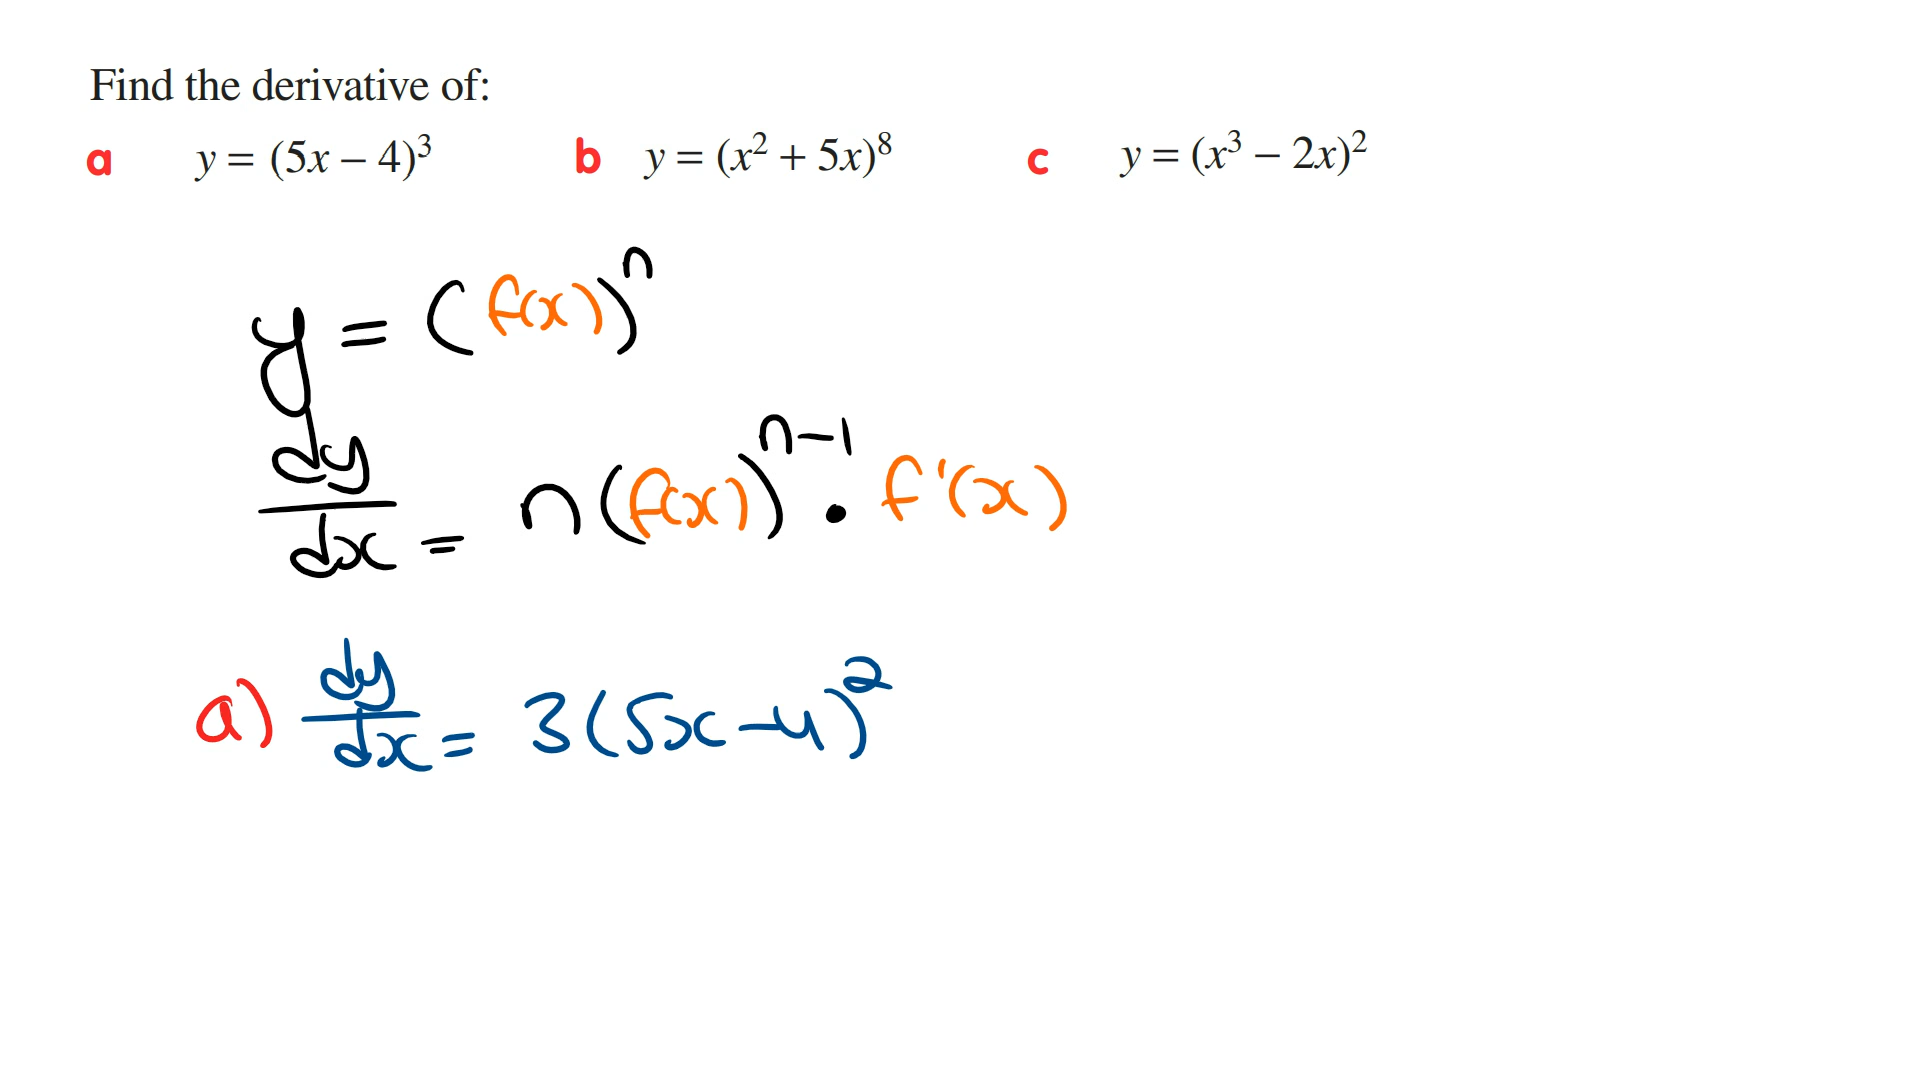 Find the derivative of:
a y = (5x − 4)³ b y = (x² + 5x)⁸ c y = (x³ − 2x)²
y = (f(x))ⁿ
dy/dx = n(f(x))ⁿ⁻¹ · f'(x)
a) dy/dx = 3(5x − 4)²